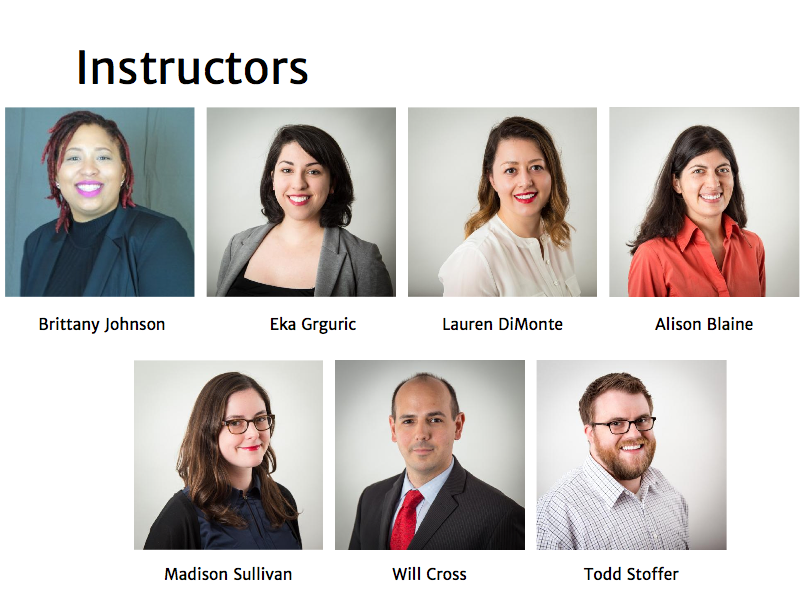 Instructors
Brittany Johnson
Eka Grguric
Lauren DiMonte
Alison Blaine
Madison Sullivan
Will Cross
Todd Stoffer